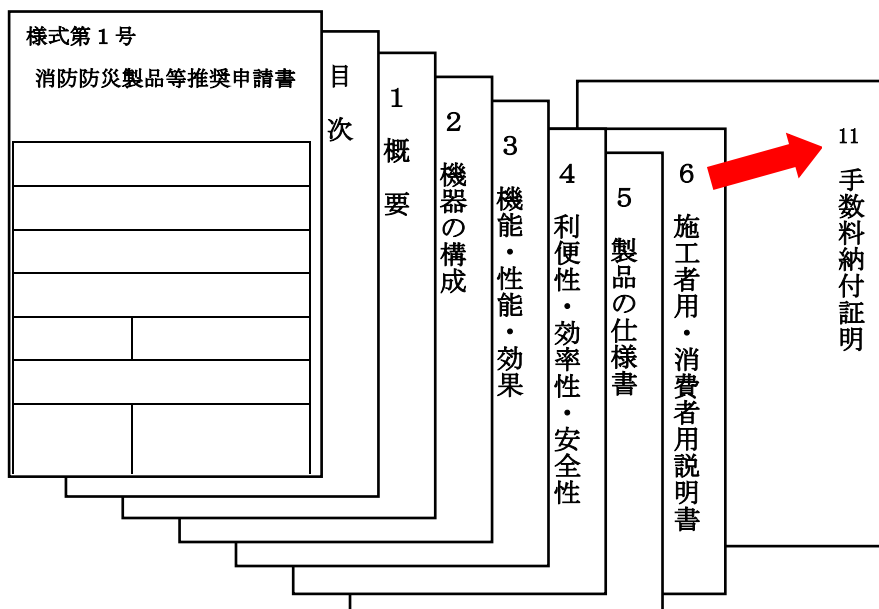 様式第1号
消防防災製品等推奨申請書
目次
1 概要
2 機器の構成
3 機能・性能・効果
4 利便性・効率性・安全性
5 製品の仕様書
6 施工者用・消費者用説明書
11 手数料納付証明